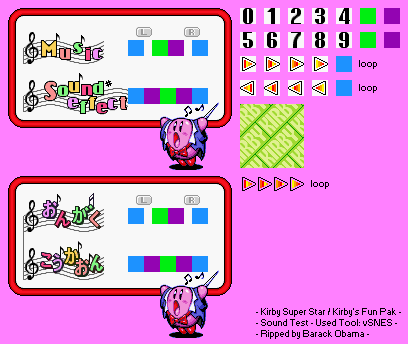 L R
Music
Sound
effect
0 1 2 3 4
5 6 7 8 9
loop
loop
loop
L R
おんがく
こうかおん
- Kirby Super Star / Kirby's Fun Pak -
- Sound Test - Used Tool: vSNES -
- Ripped by Barack Obama -